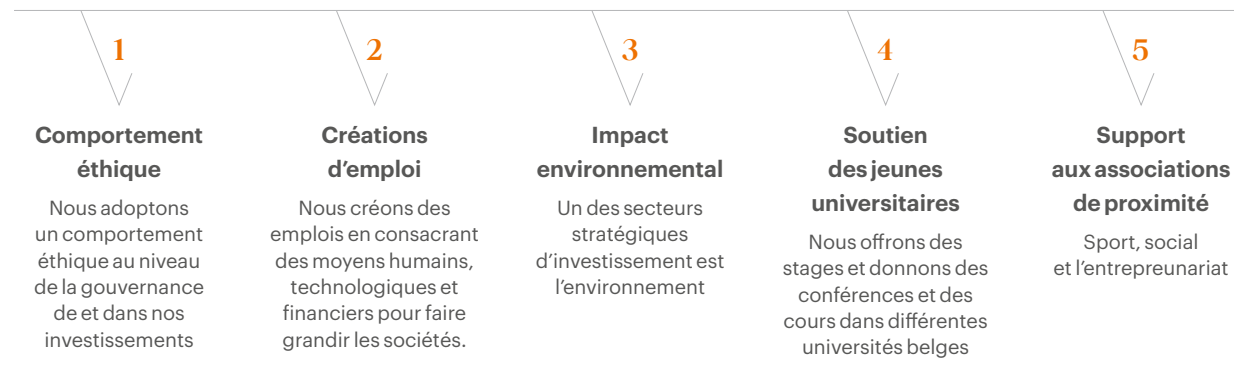 1
Comportement
éthique
Nous adoptons
un comportement
éthique au niveau
de la gouvernance
de et dans nos
investissements
2
Créations
d'emploi
Nous créons des
emplois en consacrant
des moyens humains,
technologiques et
financiers pour faire
grandir les sociétés.
3
Impact
environnemental
Un des secteurs
stratégiques
d'investissement est
l'environnement
4
Soutien
des jeunes
universitaires
Nous offrons des
stages et donnons des
conférences et des
cours dans différentes
universités belges
5
Support
aux associations
de proximité
Sport, social
et l'entrepreunariat